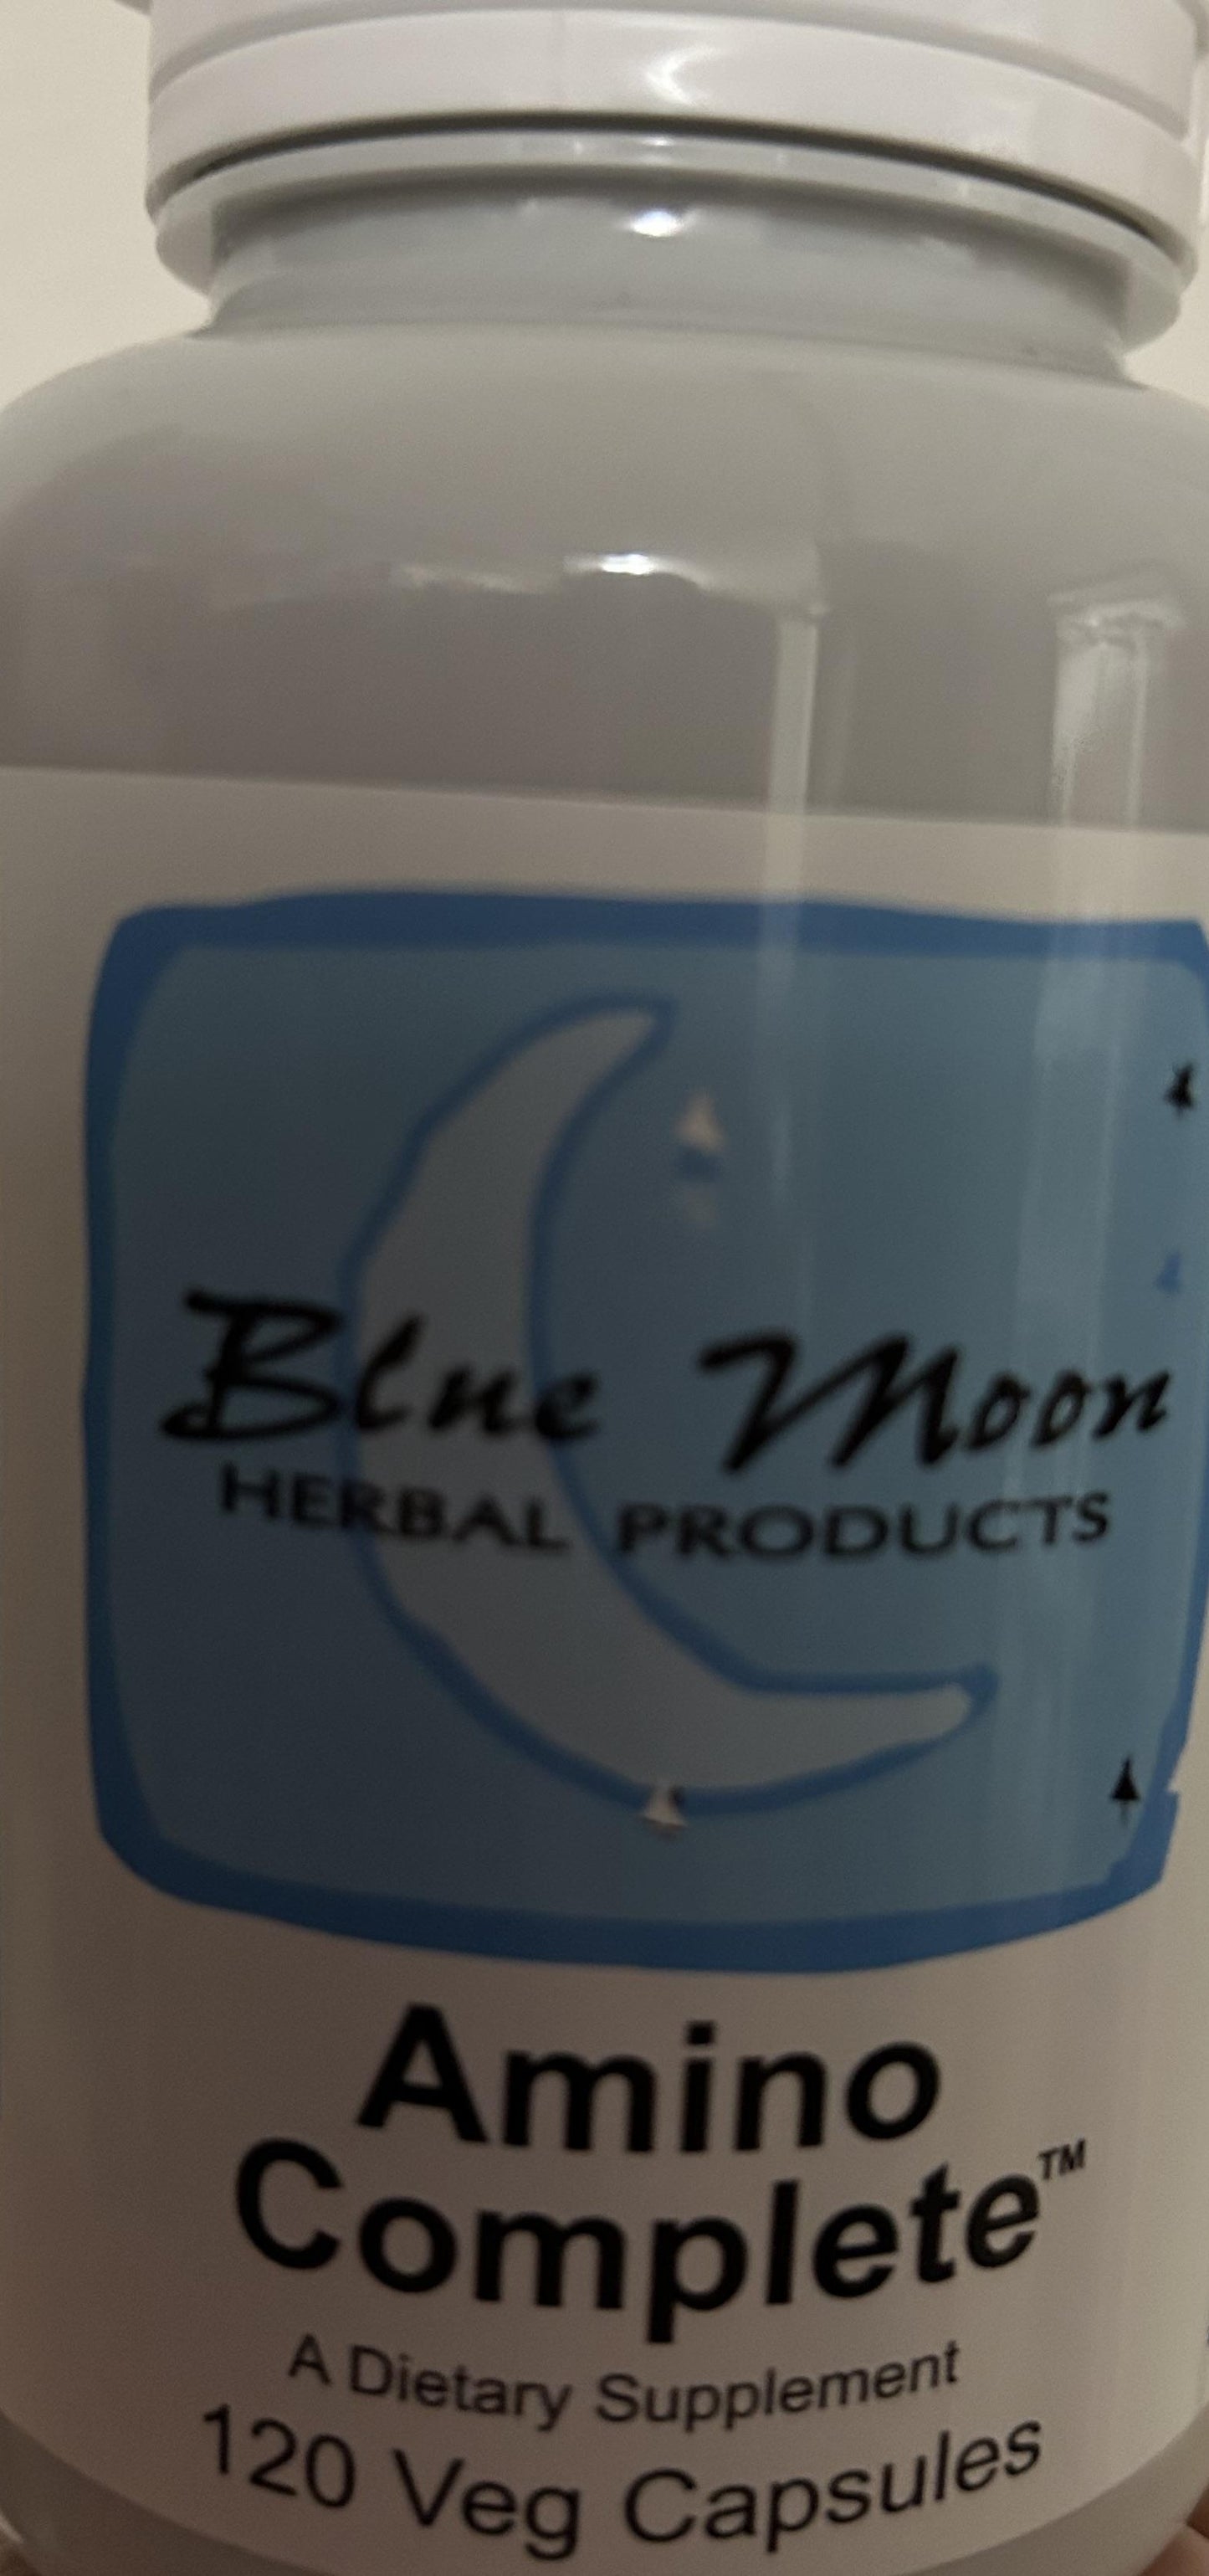 Blue Moon
HERBAL PRODUCTS
Amino
Complete™
A Dietary Supplement
120 Veg Capsules